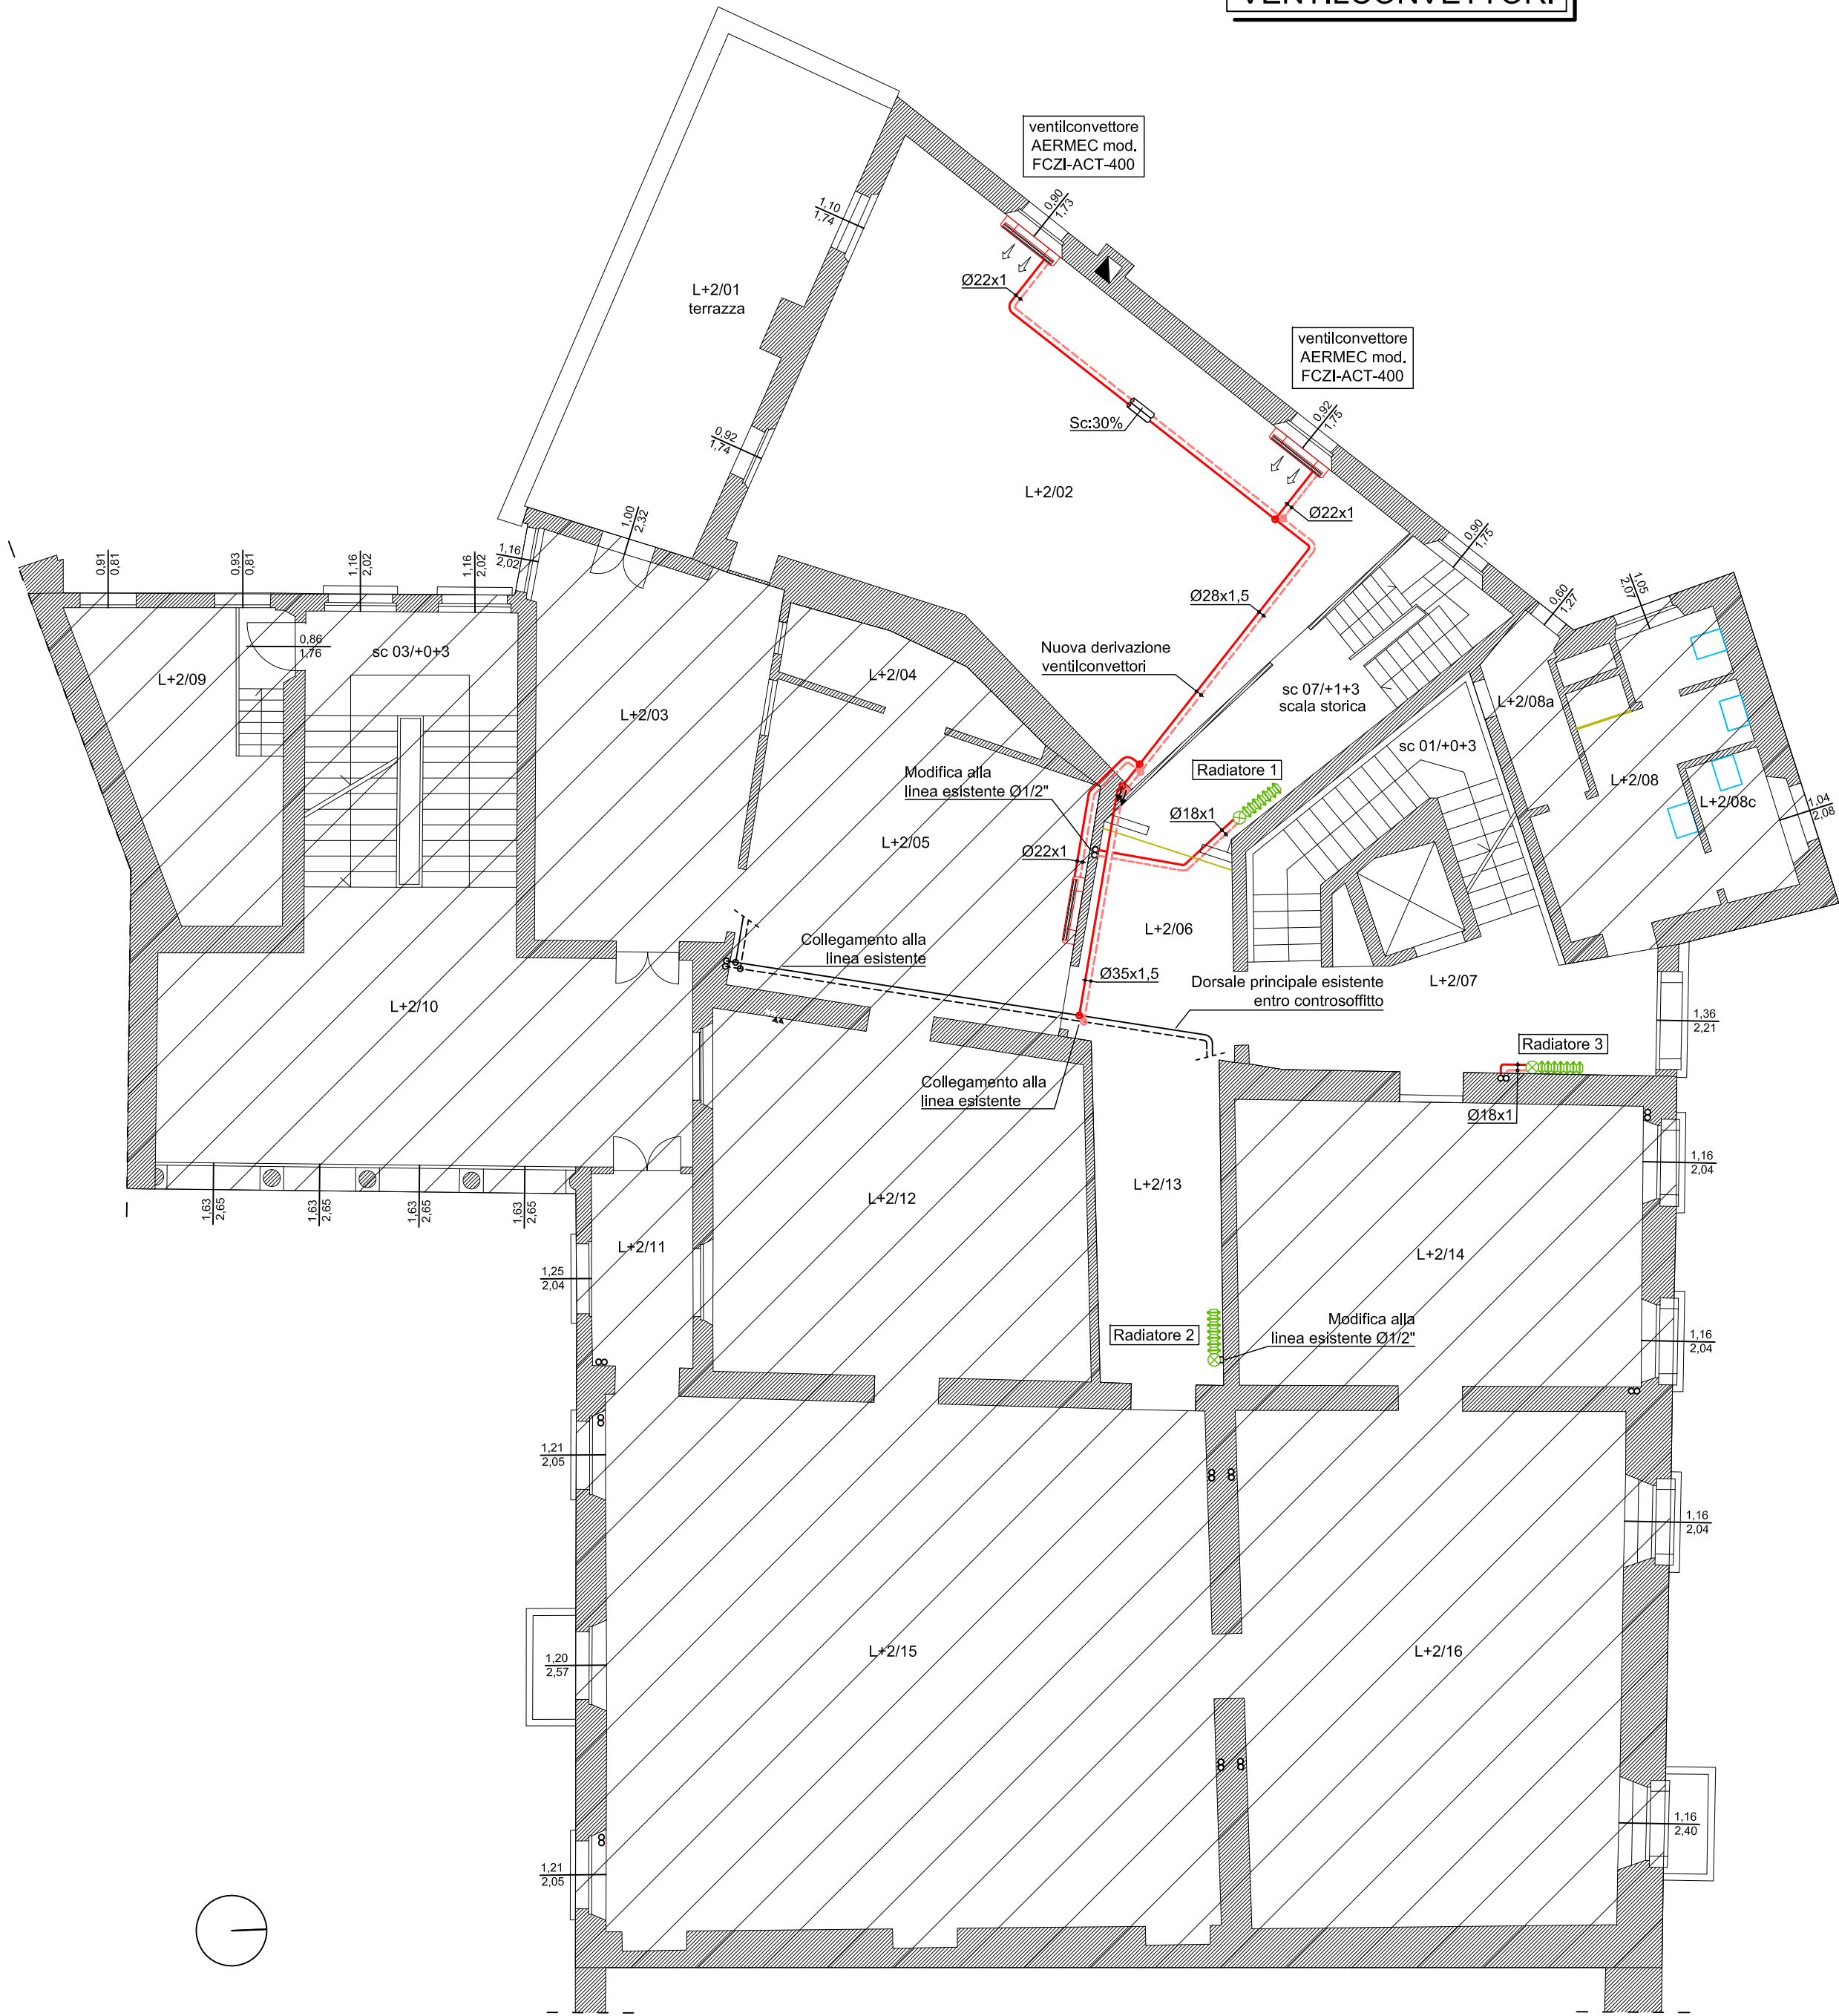 VENTILCONVETTORI
ventilconvettore
AERMEC mod.
FCZI-ACT-400
0,90
1,73
1,10
1,74
Ø22x1
L+2/01
terrazza
ventilconvettore
AERMEC mod.
FCZI-ACT-400
0,92
1,75
Sc:30%
0,92
1,74
L+2/02
Ø22x1
1,00
2,32
0,90
1,75
0,91
0,81
0,93
0,81
1,16
2,02
1,16
2,02
1,16
2,02
1,05
2,07
0,60
1,27
Ø28x1,5
0,86
1,76
sc 03/+0+3
Nuova derivazione
ventilconvettori
L+2/09
L+2/04
sc 07/+1+3
scala storica
L+2/08a
L+2/03
sc 01/+0+3
Modifica alla
linea esistente Ø1/2"
Radiatore 1
L+2/08
L+2/08c
1,04
2,08
Ø18x1
L+2/05
Ø22x1
L+2/06
Collegamento alla
linea esistente
Ø35x1,5
Dorsale principale esistente
entro controsoffitto
L+2/07
L+2/10
1,36
2,21
Radiatore 3
Collegamento alla
linea esistente
Ø18x1
1,16
2,04
L+2/12
L+2/13
1,63
2,65
1,63
2,65
1,63
2,65
1,63
2,65
L+2/11
L+2/14
1,25
2,04
Radiatore 2
Modifica alla
linea esistente Ø1/2"
1,16
2,04
1,21
2,05
1,16
2,04
L+2/15
L+2/16
1,20
2,57
1,16
2,40
1,21
2,05